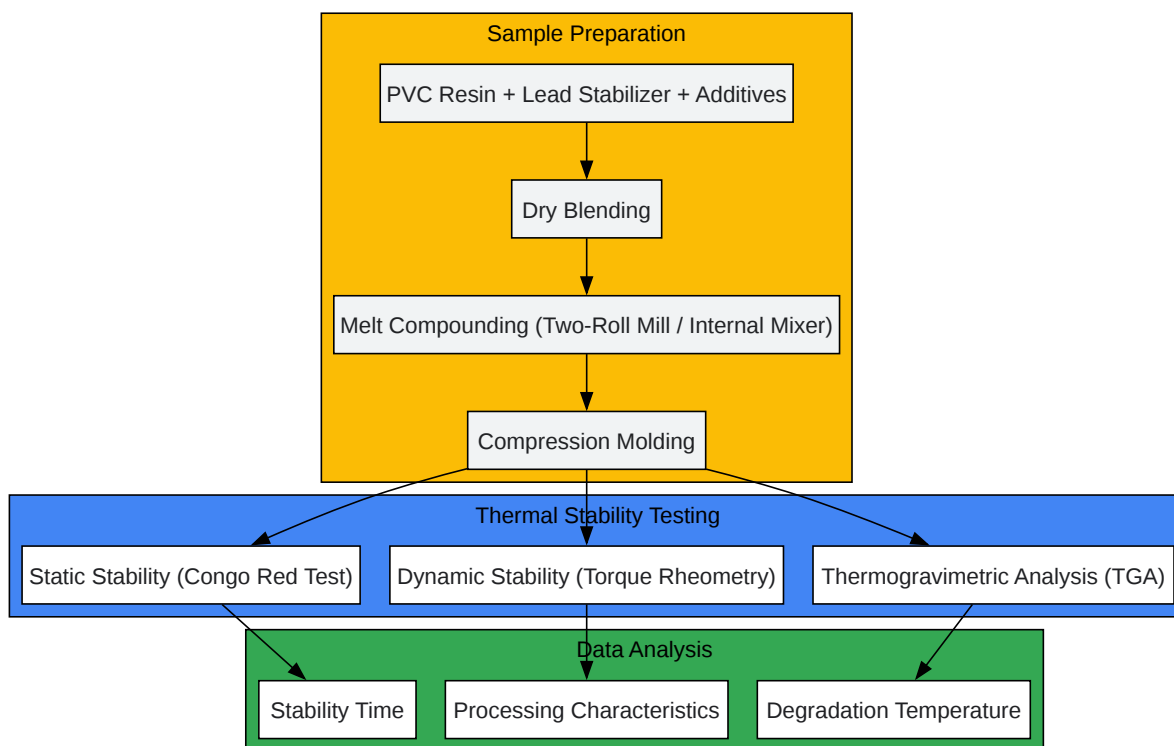 Sample Preparation
PVC Resin + Lead Stabilizer + Additives
Dry Blending
Melt Compounding (Two-Roll Mill / Internal Mixer)
Compression Molding
Thermal Stability Testing
Static Stability (Congo Red Test)
Dynamic Stability (Torque Rheometry)
Thermogravimetric Analysis (TGA)
Data Analysis
Stability Time
Processing Characteristics
Degradation Temperature